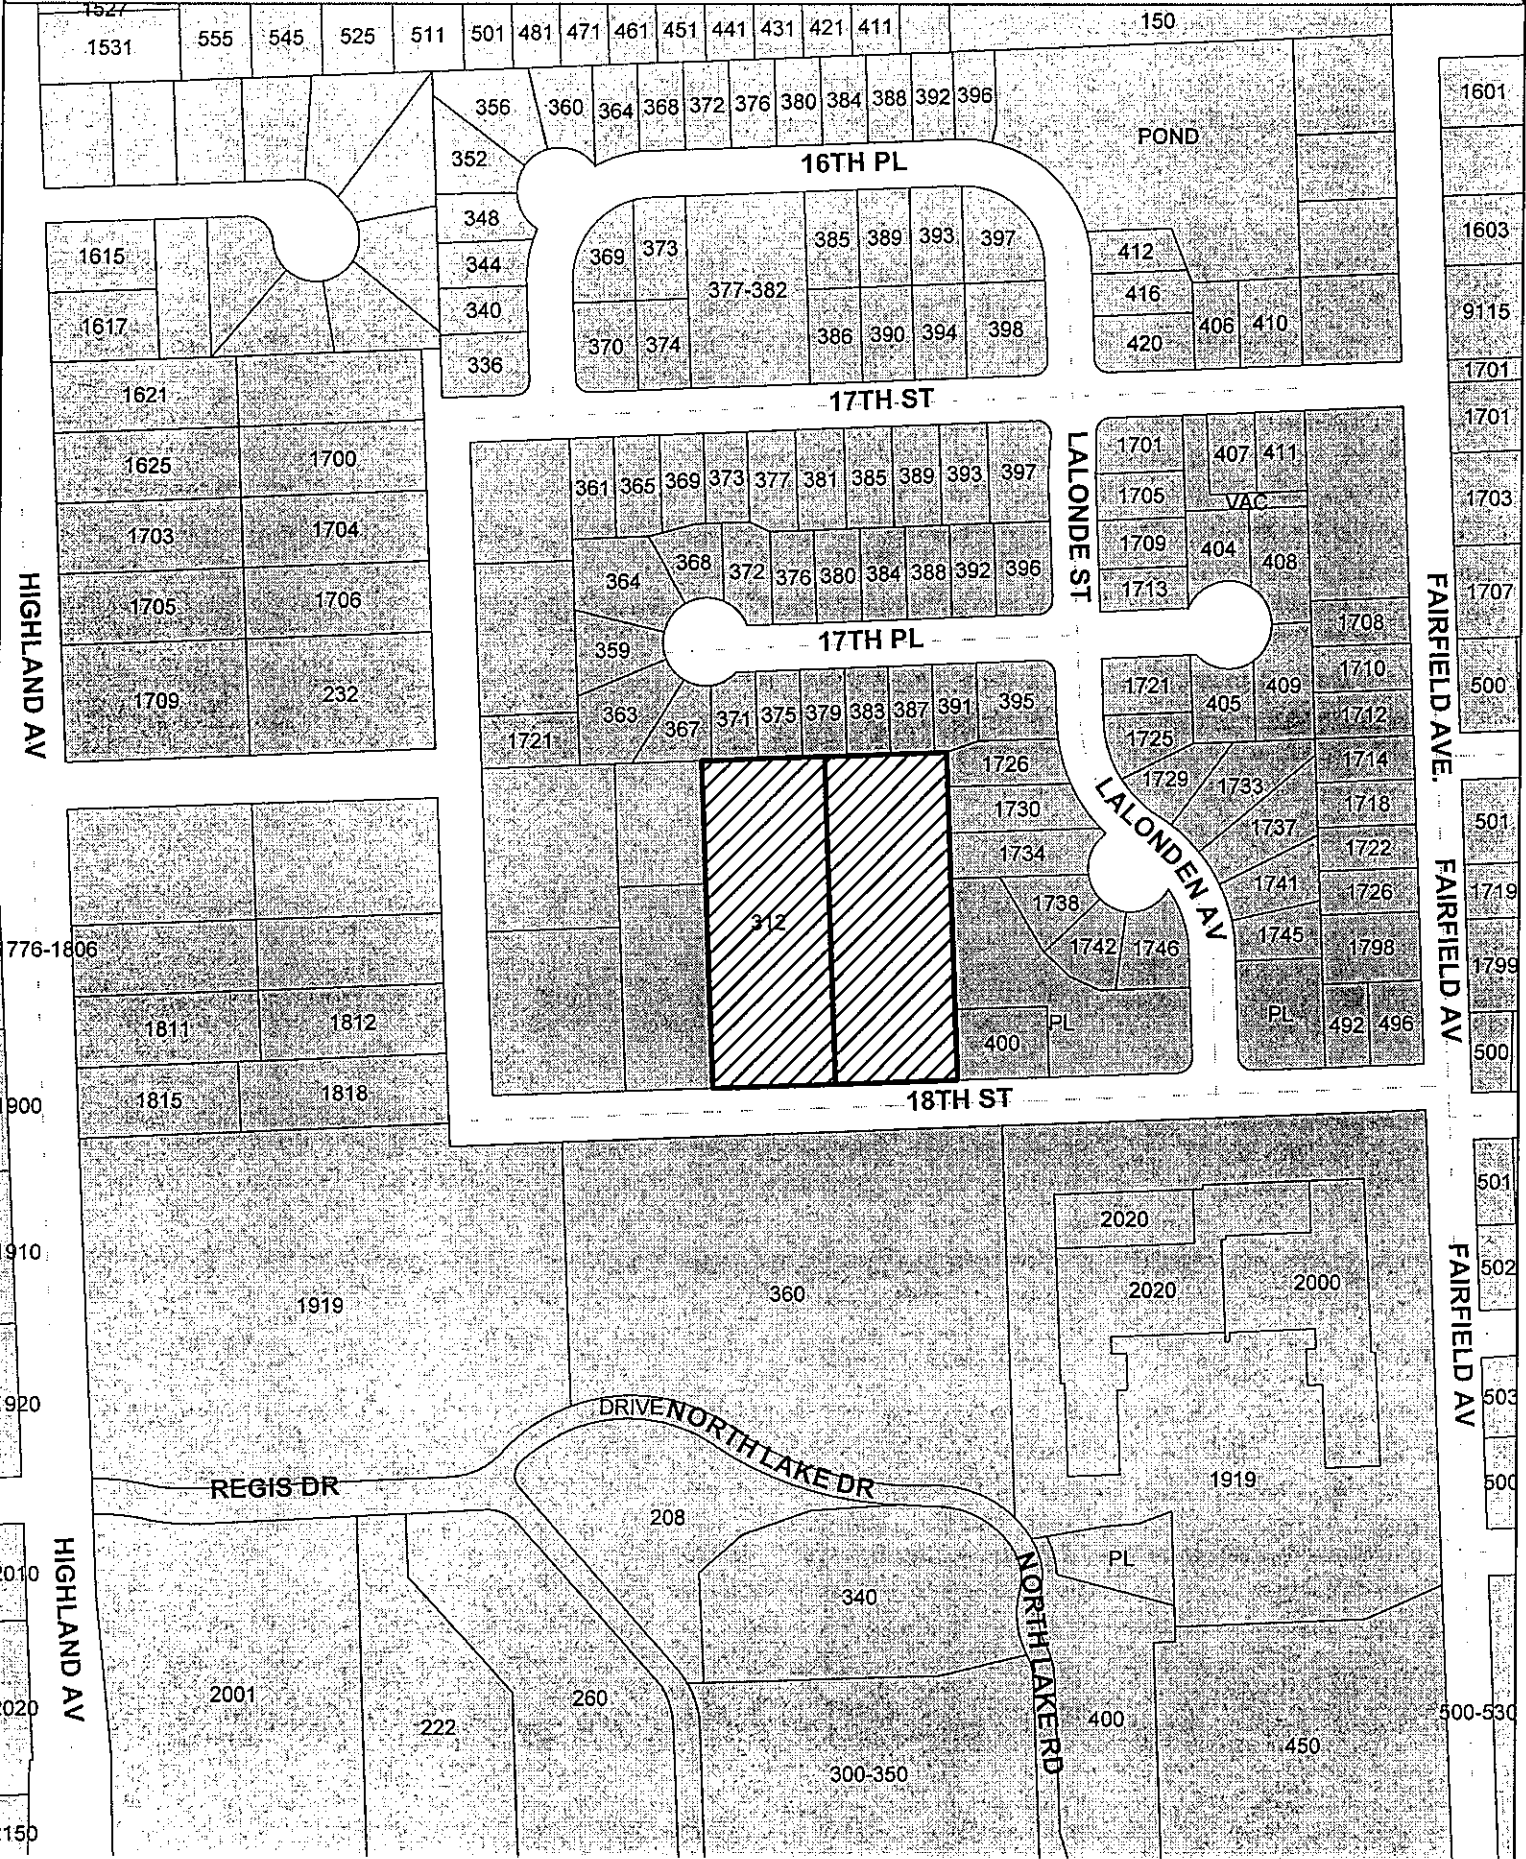 1527
1531
555 545 525 511 501 481 471 461 451 441 431 421 411 150
356 360 364 368 372 376 380 384 388 392 396 POND 1601
352 16TH PL
348 369 373 385 389 393 397 412 1603
1615 344 377-382
340 416
1617 370 374 386 390 394 398 420 406 410 9115
336 1701
1621 17TH ST 1701
1625 1700 361 365 369 373 377 381 385 389 393 397 LALONDE ST 1701 407 411
1705 VAC 1703
1703 1704 364 368 372 376 380 384 388 392 396 1709 404 408
1705 1706 1713 1707
HIGHLAND AV 359 17TH PL 1708 FAIRFIELD AVE.
1709 232 363 367 371 375 379 383 387 391 395 1721 405 409 1710 500
1712
1721 1725
1726 1729 1733 1714
1730 LALONDEN AV 1737 1718 501
1734 1722
312 1738 1741 1726 1719 FAIRFIELD AV
776-1806 1742 1746 1745 1798 1799
1811 1812 400 PL PL 492 496 500
1900 1815 1818 18TH ST
501
2020
1910 1919 360 2020 2000 502
FAIRFIELD AV
920 DRIVE NORTH LAKE DR 503
REGIS DR 1919 500
208
HIGHLAND AV 2010 340 PL
NORTH LAKE RD
2020 2001 222 260 400 450 500-530
300-350
2150